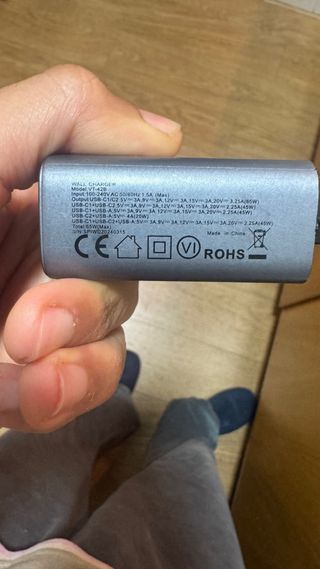 WALL CHARGER
Model VT-42B
Input:100-240V AC 50/60Hz 1.5A (Max)
Output USB-C1/C2 5V⎓3A,9V⎓3A,12V⎓3A,15V⎓3A,20V⎓3.25A(65W)
USB-C1+USB-C2 5V⎓3A,9V⎓3A,12V⎓3A,15V⎓3A,20V⎓2.25A(45W)
USB-C1+USB-A:5V⎓3A,9V⎓3A,12V⎓3A,15V⎓3A,20V⎓2.25A(45W)
USB-C2+USB-A:5V⎓4A(20W)
USB-C1+USB-C2+USB-A:5V⎓3A,9V⎓3A,12V⎓3A,15V⎓3A,20V⎓2.25A(45W)
Total 65W(Max)
S/N: SPIWG20240315
Made in China
CE VI ROHS